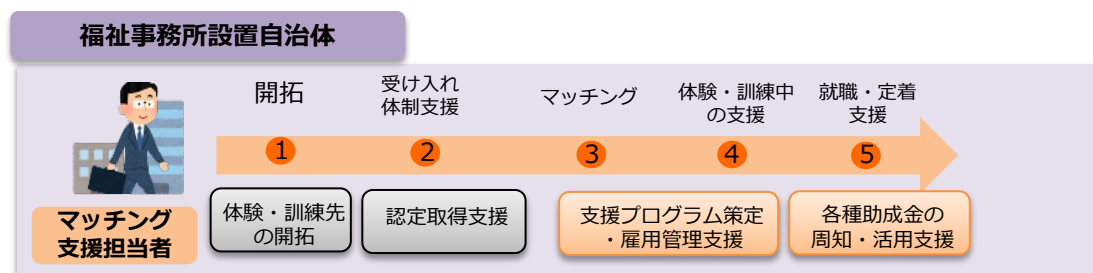 福祉事務所設置自治体
開拓
受け入れ
体制支援
マッチング
体験・訓練中
の支援
就職・定着
支援
1
2
3
4
5
マッチング
支援担当者
体験・訓練先
の開拓
認定取得支援
支援プログラム策定
・雇用管理支援
各種助成金の
周知・活用支援